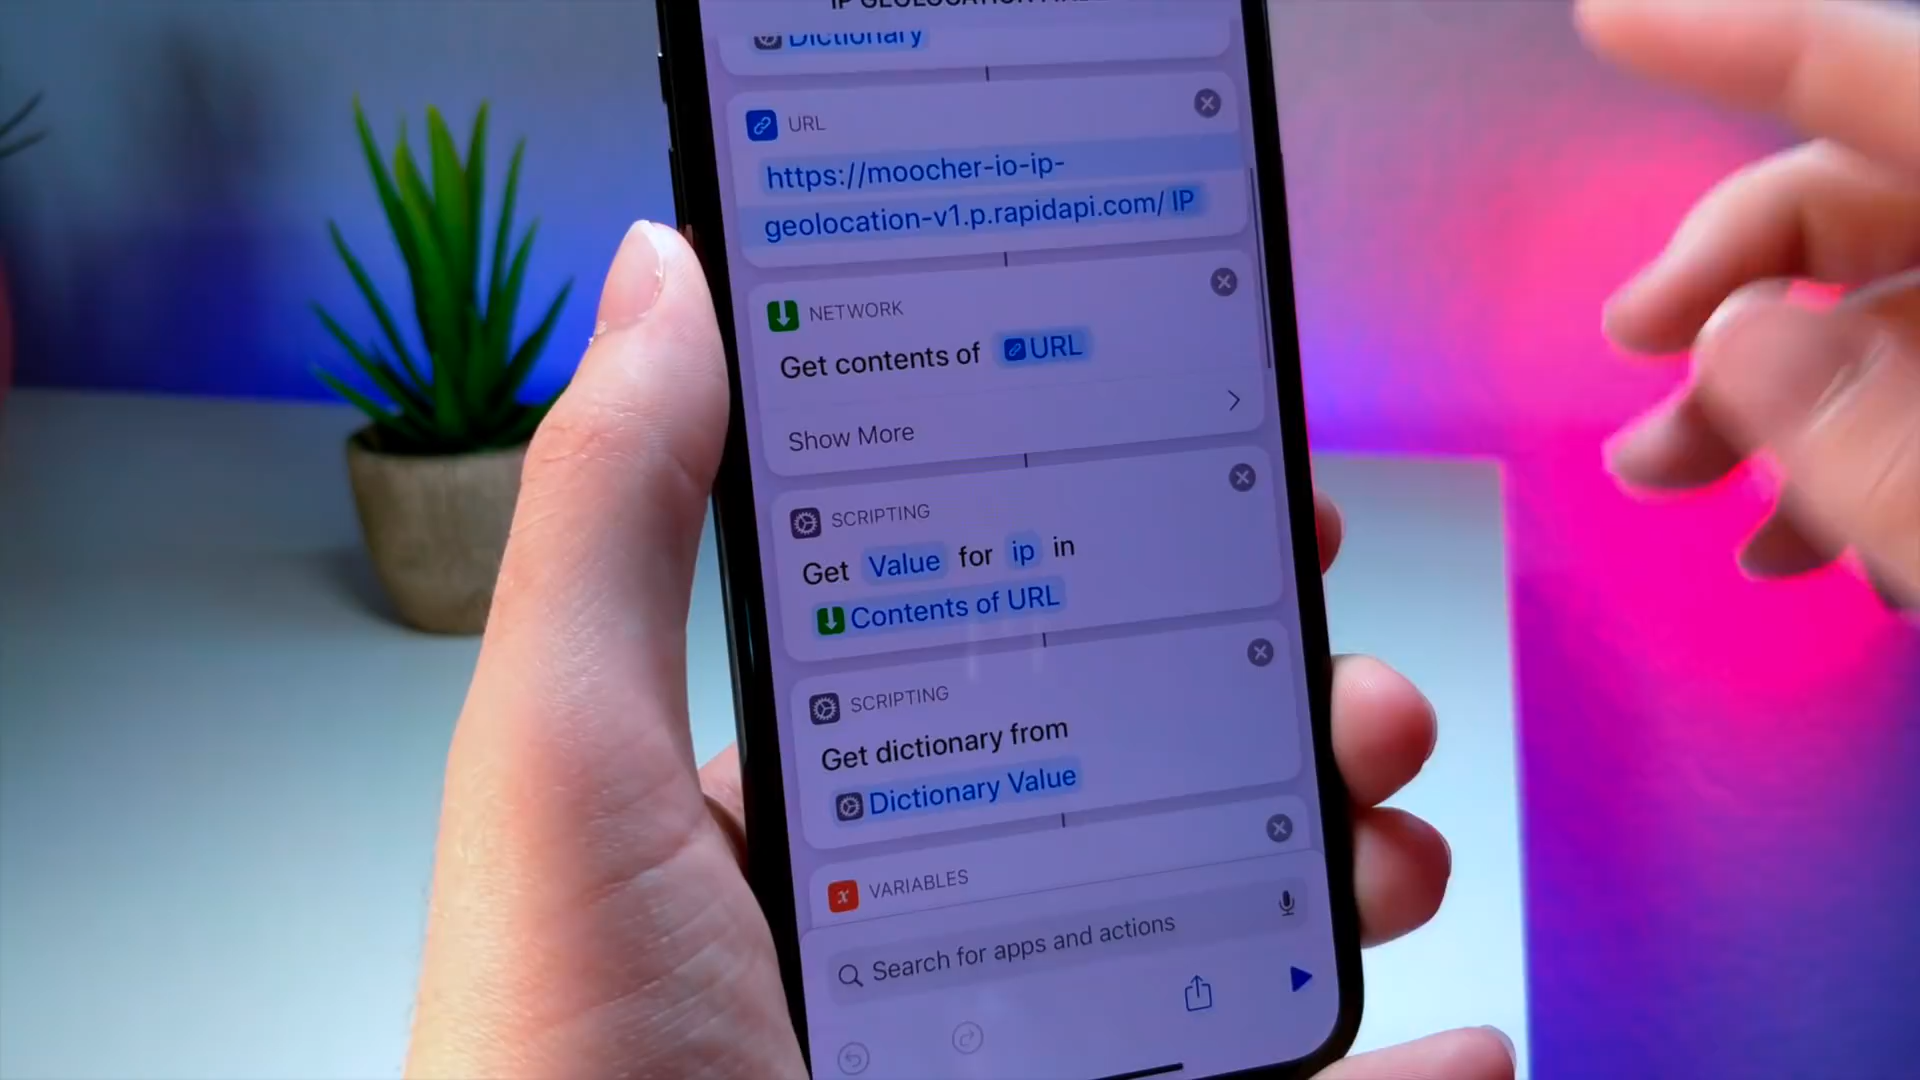 IP GEOLOCATION
Dictionary
URL
https://moocher-io-ip-
geolocation-v1.p.rapidapi.com/ IP
NETWORK
Get contents of URL
Show More
SCRIPTING
Get Value for ip in
Contents of URL
SCRIPTING
Get dictionary from
Dictionary Value
x VARIABLES
Search for apps and actions